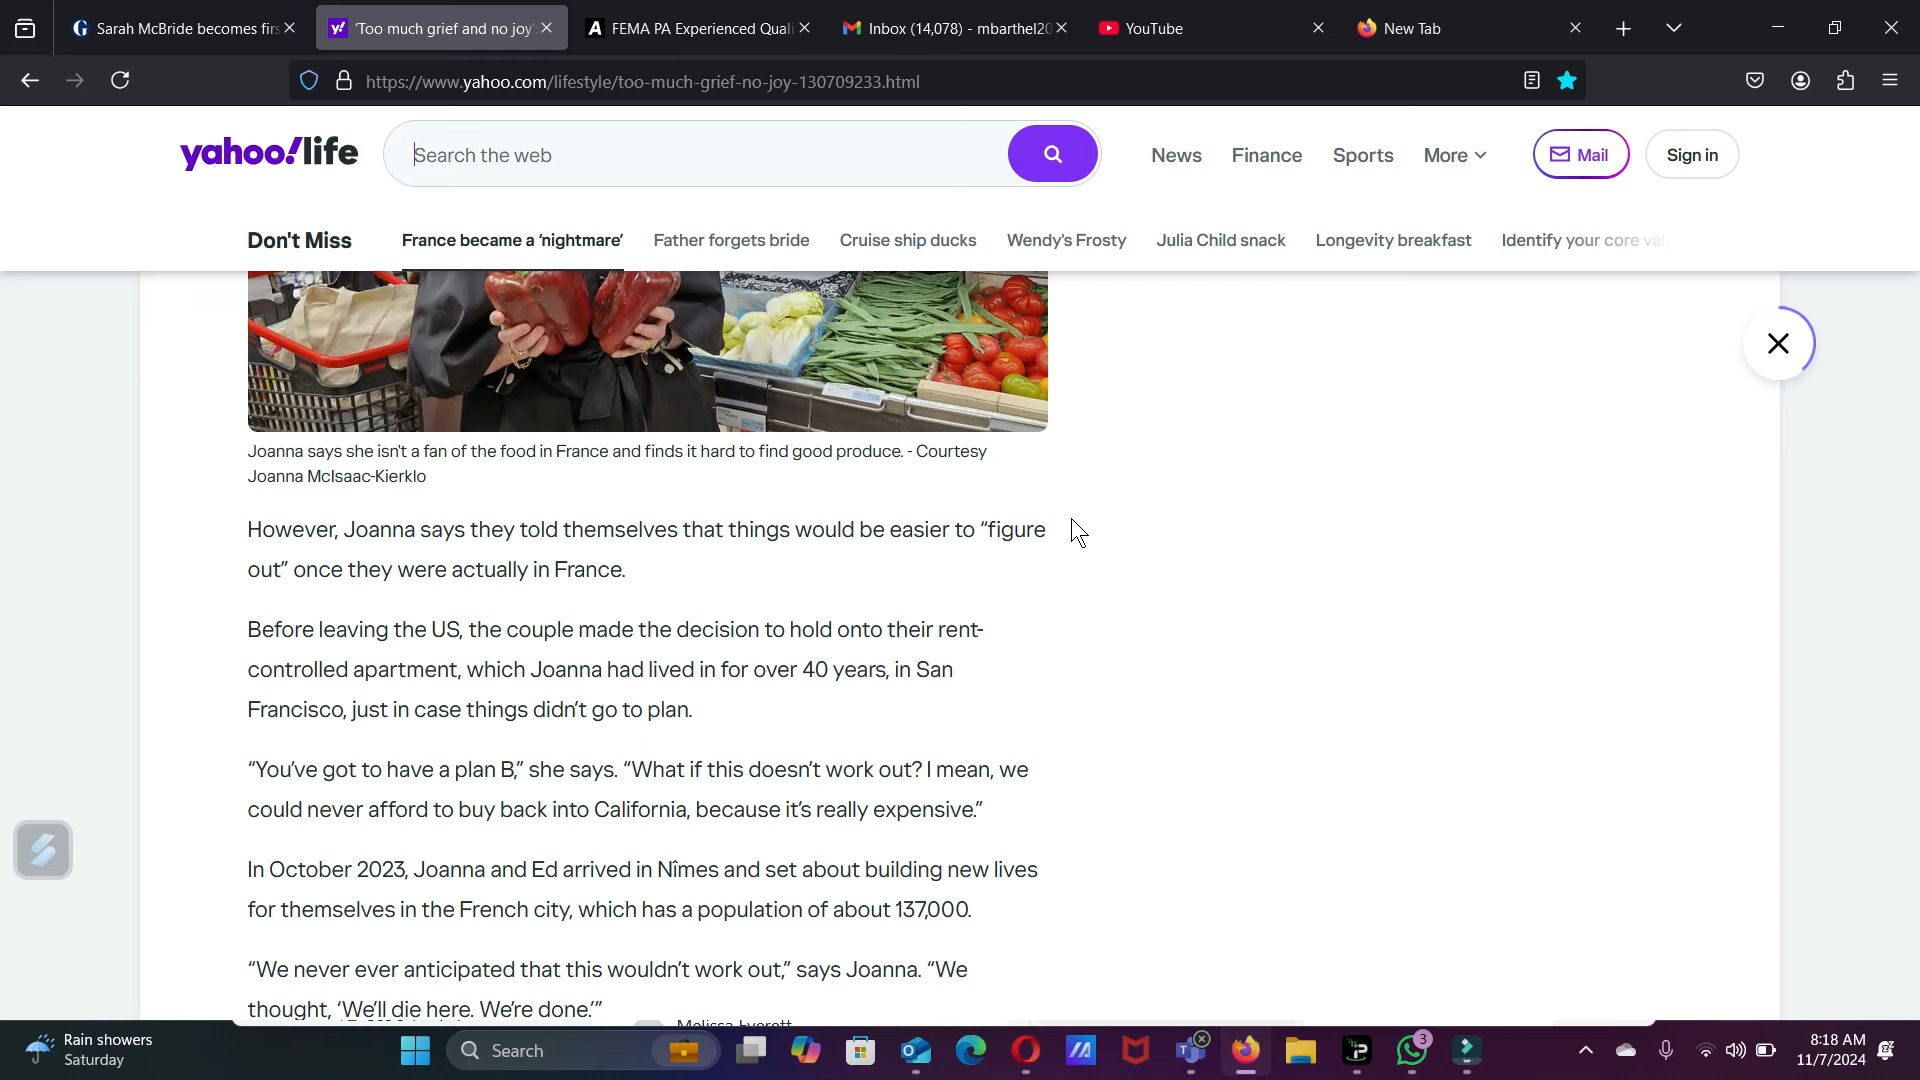 Sarah McBride becomes firs
'Too much grief and no joy'
FEMA PA Experienced Quali
Inbox (14,078) - mbarthel20
YouTube
New Tab
https://www.yahoo.com/lifestyle/too-much-grief-no-joy-130709233.html
yahoo!life
Search the web
News
Finance
Sports
More
Mail
Sign in
Don't Miss
France became a 'nightmare'
Father forgets bride
Cruise ship ducks
Wendy's Frosty
Julia Child snack
Longevity breakfast
Identify your core val
Joanna says she isn't a fan of the food in France and finds it hard to find good produce. - Courtesy
Joanna McIsaac-Kierklo
However, Joanna says they told themselves that things would be easier to “figure
out” once they were actually in France.
Before leaving the US, the couple made the decision to hold onto their rent-
controlled apartment, which Joanna had lived in for over 40 years, in San
Francisco, just in case things didn’t go to plan.
“You’ve got to have a plan B,” she says. “What if this doesn’t work out? I mean, we
could never afford to buy back into California, because it’s really expensive.”
In October 2023, Joanna and Ed arrived in Nîmes and set about building new lives
for themselves in the French city, which has a population of about 137,000.
“We never ever anticipated that this wouldn’t work out,” says Joanna. “We
thought, ‘We’ll die here. We’re done.’”
Melissa Everett
Rain showers
Saturday
Search
3
8:18 AM
11/7/2024